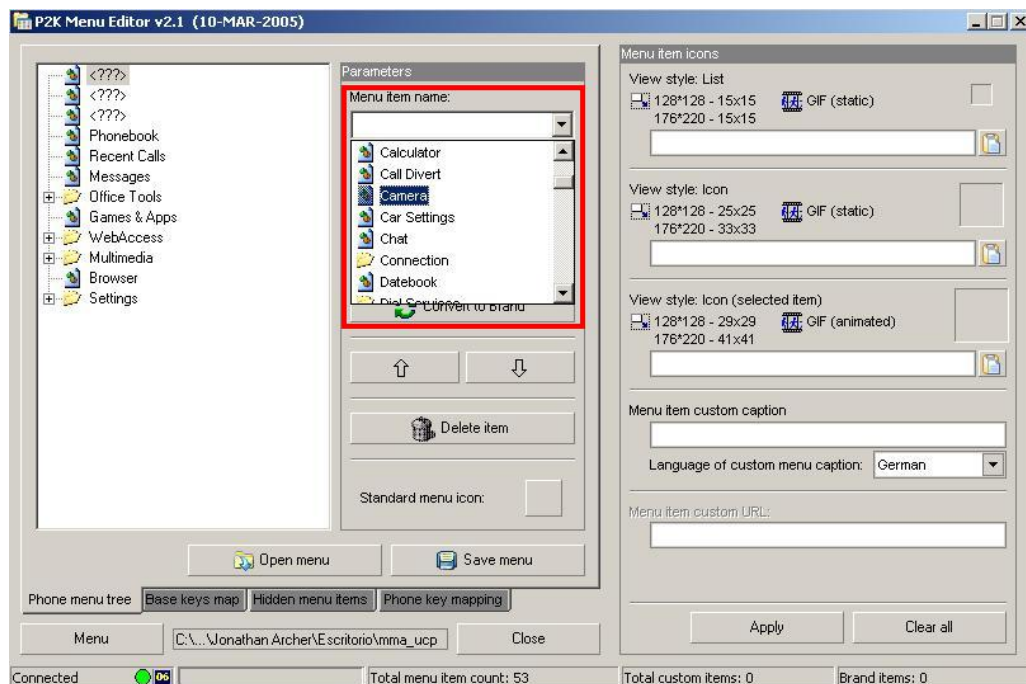 P2K Menu Editor v2.1 (10-MAR-2005)
<???>
<???>
<???>
Phonebook
Recent Calls
Messages
Office Tools
Games & Apps
WebAccess
Multimedia
Browser
Settings
Parameters
Menu item name:
Calculator
Call Divert
Camera
Car Settings
Chat
Connection
Datebook
Dial Services
Convert to Brand
Delete item
Standard menu icon:
Open menu
Save menu
Phone menu tree
Base keys map
Hidden menu items
Phone key mapping
Menu
C:\...\Jonathan Archer\Escritorio\mma_ucp
Close
Menu item icons
View style: List
128*128 - 15x15 GIF (static)
176*220 - 15x15
View style: Icon
128*128 - 25x25 GIF (static)
176*220 - 33x33
View style: Icon (selected item)
128*128 - 29x29 GIF (animated)
176*220 - 41x41
Menu item custom caption
Language of custom menu caption: German
Menu item custom URL:
Apply
Clear all
Connected
06
Total menu item count: 53
Total custom items: 0
Brand items: 0